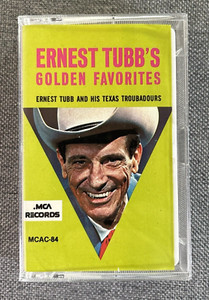 ERNEST TUBB'S
GOLDEN FAVORITES
ERNEST TUBB AND HIS TEXAS TROUBADOURS
MCA
RECORDS
MCAC-84